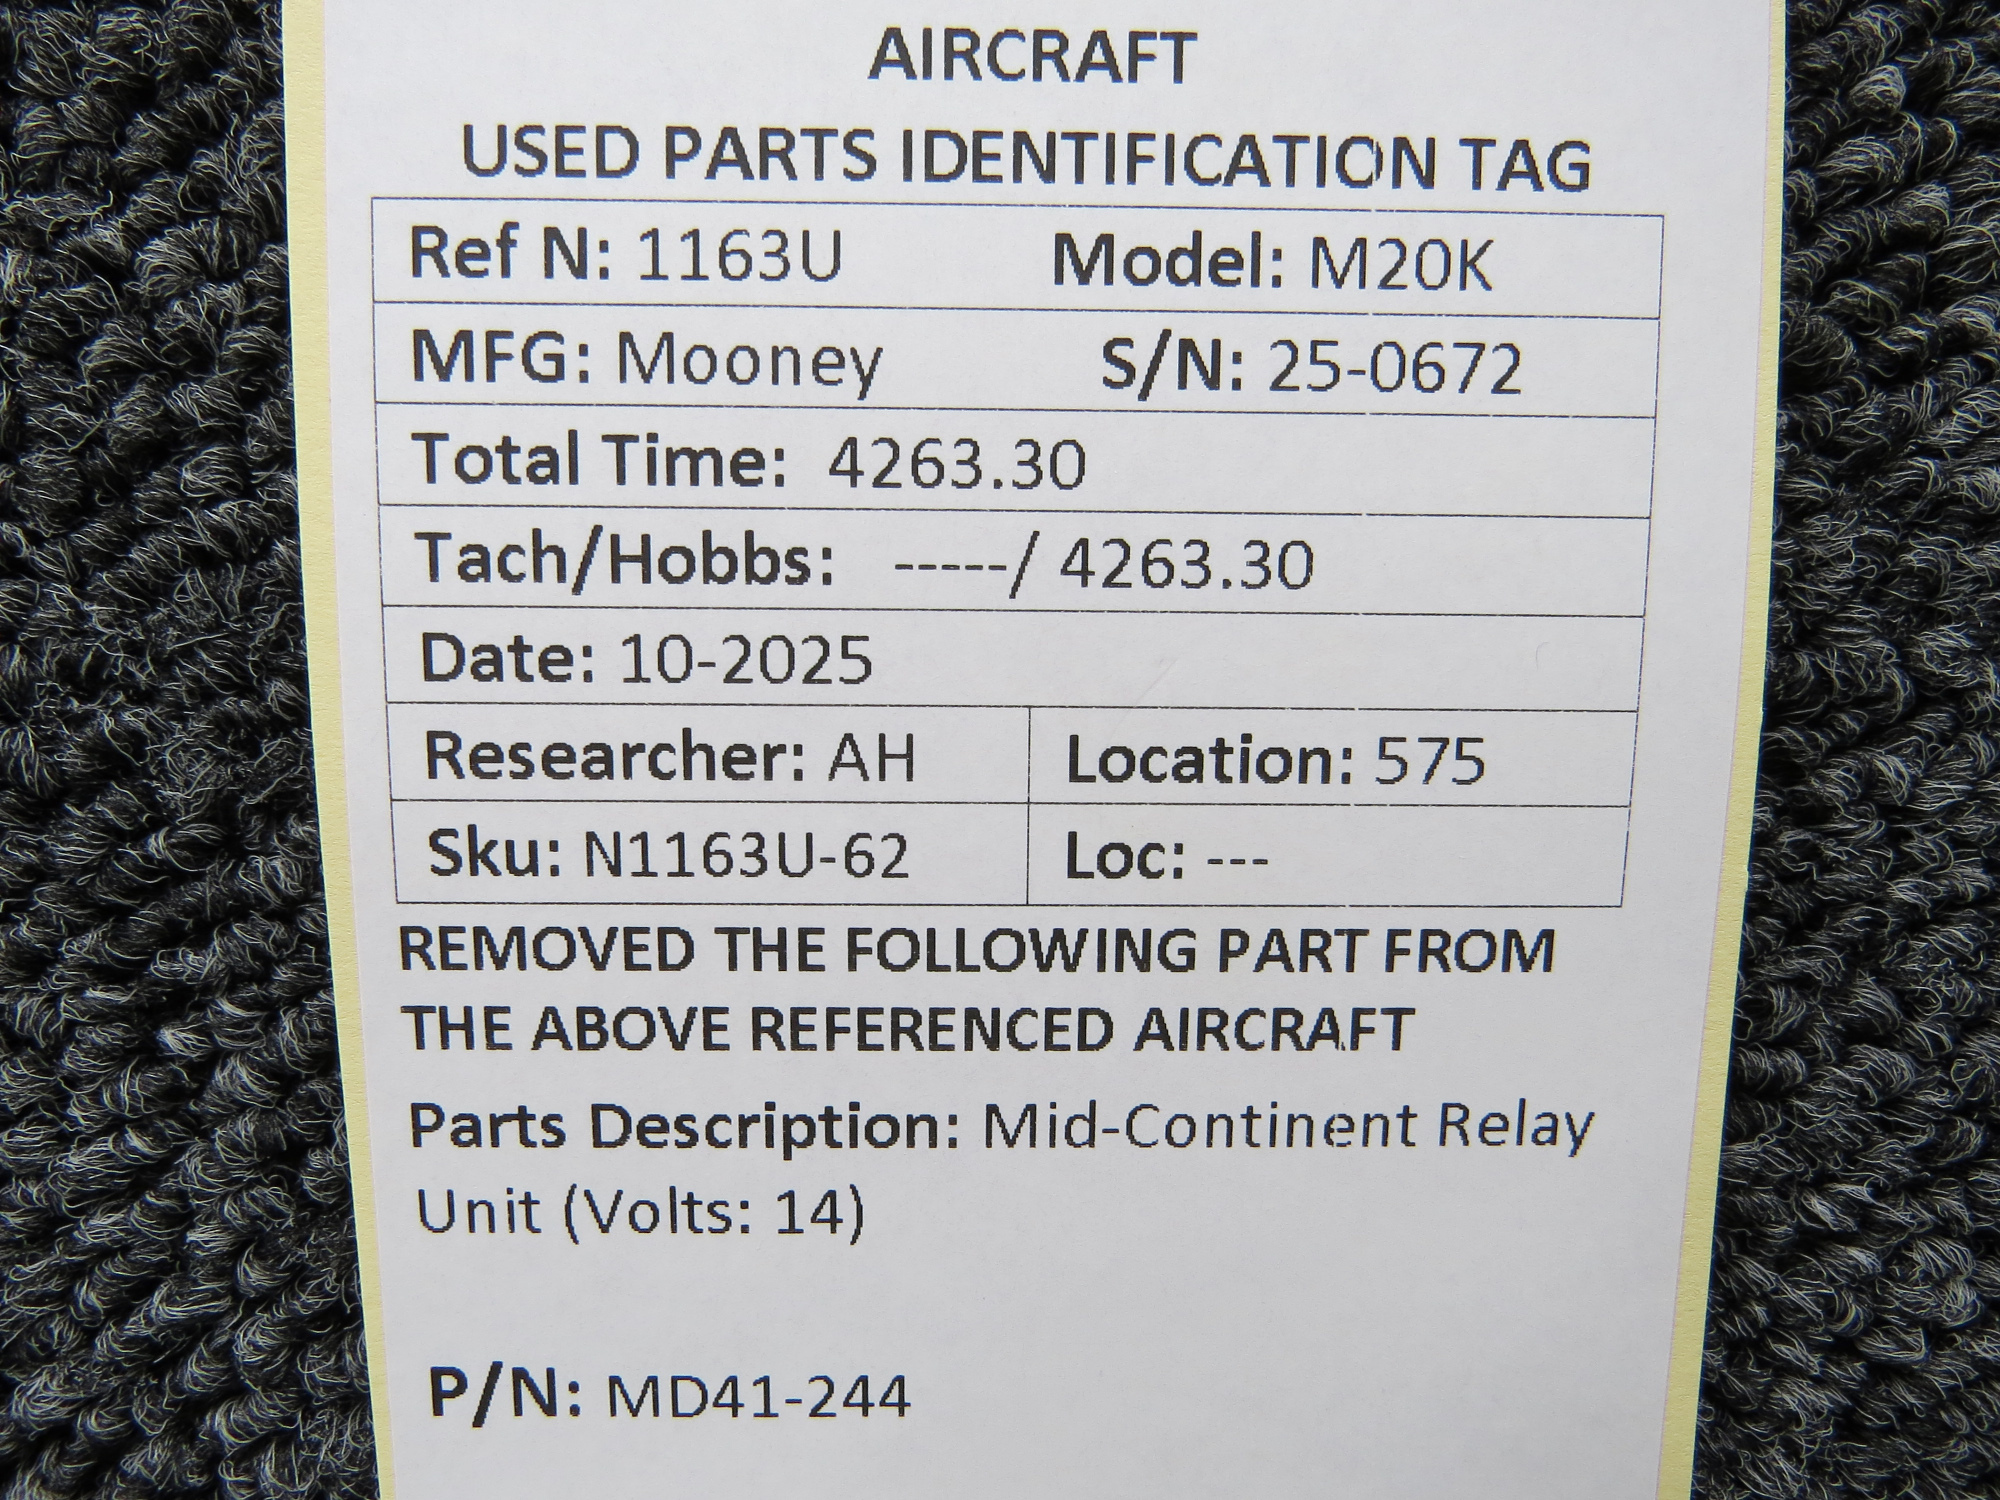 AIRCRAFT
USED PARTS IDENTIFICATION TAG
Ref N: 1163U Model: M20K
MFG: Mooney S/N: 25-0672
Total Time: 4263.30
Tach/Hobbs: -----/ 4263.30
Date: 10-2025
Researcher: AH Location: 575
Sku: N1163U-62 Loc: ---
REMOVED THE FOLLOWING PART FROM
THE ABOVE REFERENCED AIRCRAFT
Parts Description: Mid-Continent Relay
Unit (Volts: 14)
P/N: MD41-244